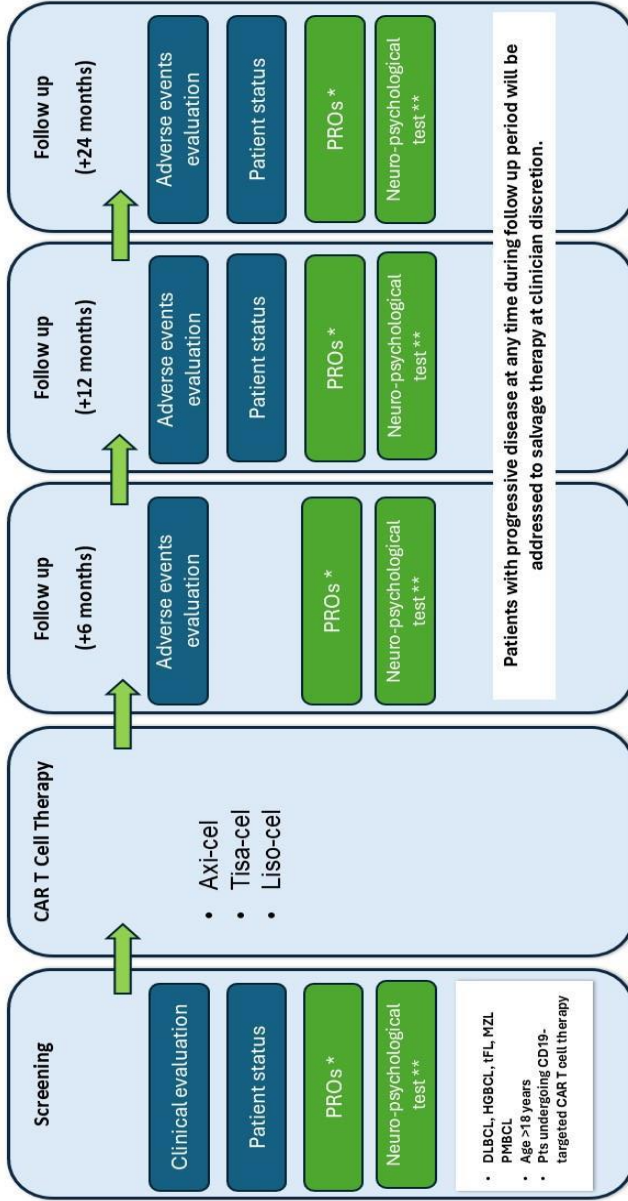 Screening
Clinical evaluation
Patient status
PROs *
Neuro-psychological
test **
• DLBCL, HGBCL, tFL, MZL
PMBCL
• Age >18 years
• Pts undergoing CD19-
targeted CAR T cell therapy
CAR T Cell Therapy
• Axi-cel
• Tisa-cel
• Liso-cel
Follow up
(+6 months)
Adverse events
evaluation
PROs *
Neuro-psychological
test **
Follow up
(+12 months)
Adverse events
evaluation
Patient status
PROs *
Neuro-psychological
test **
Follow up
(+24 months)
Adverse events
evaluation
Patient status
PROs *
Neuro-psychological
test **
Patients with progressive disease at any time during follow up period will be
addressed to salvage therapy at clinician discretion.